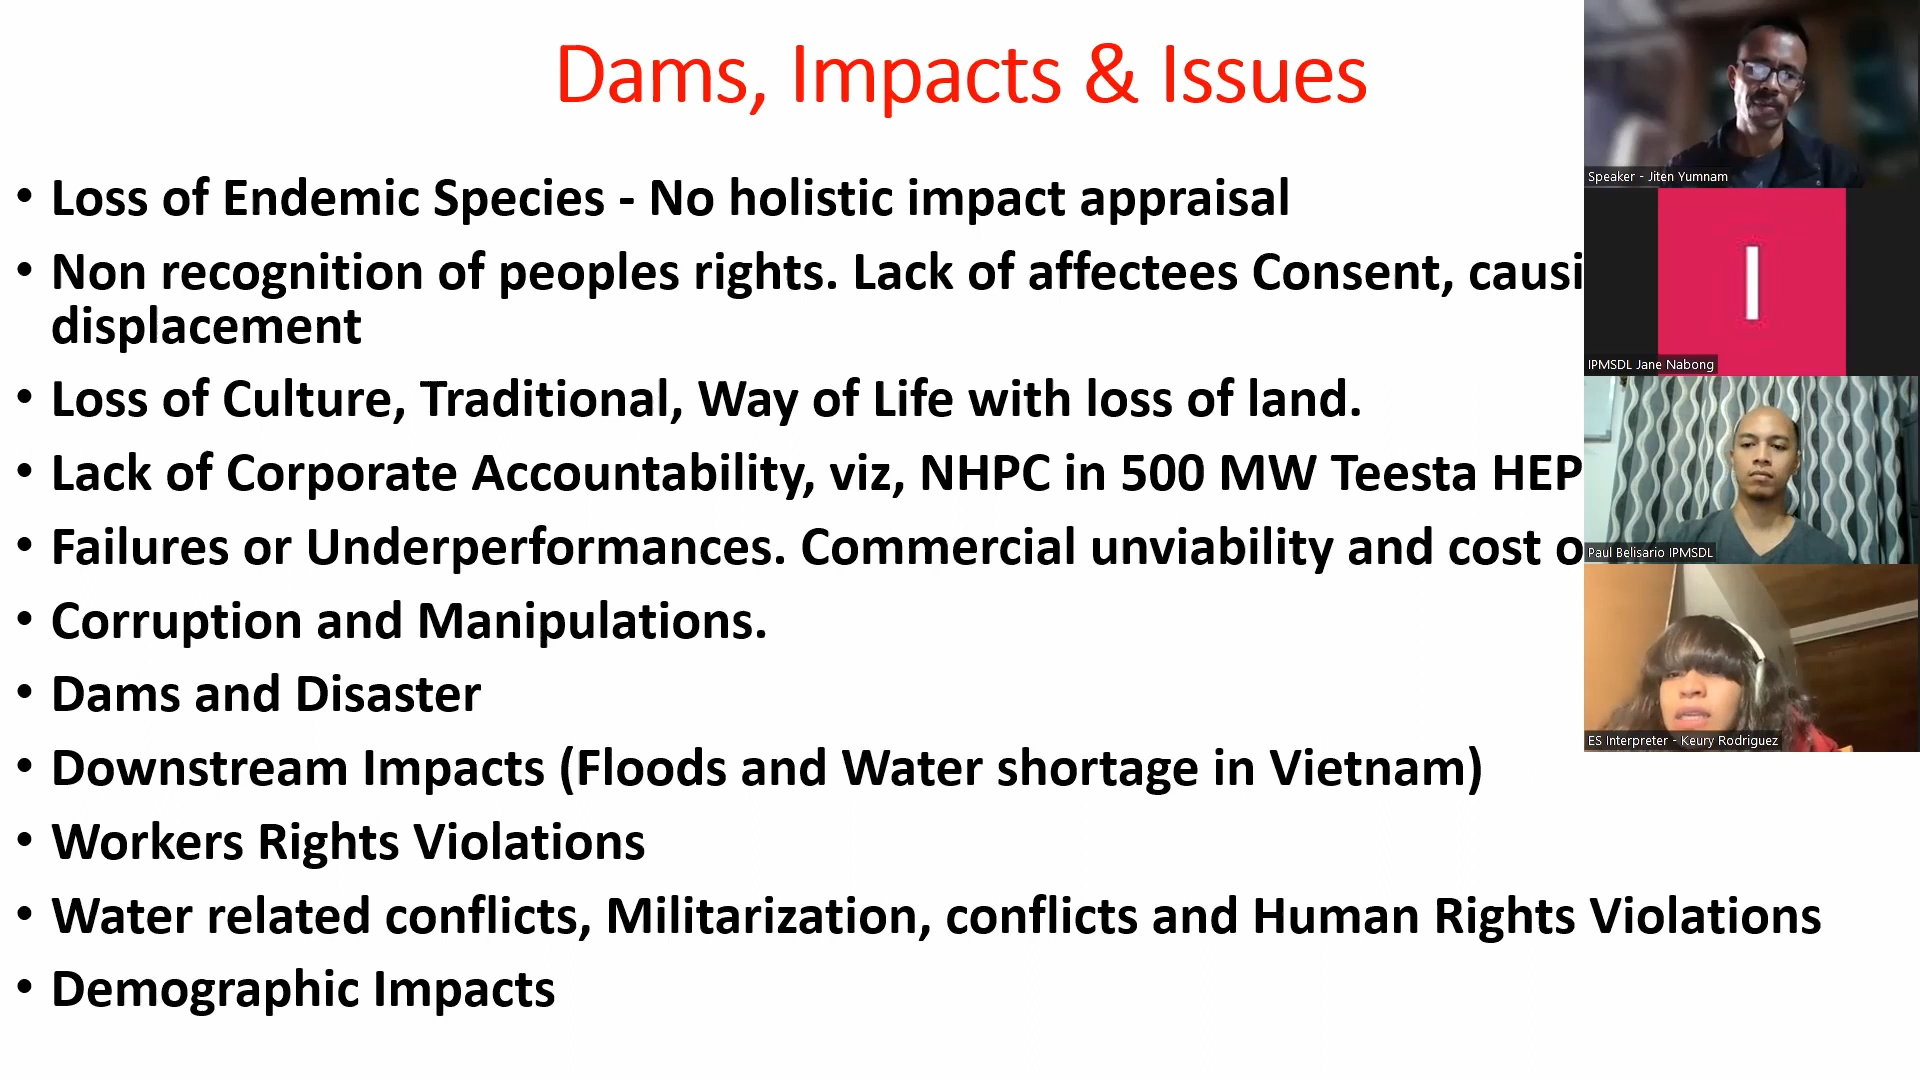 Dams, Impacts & Issues
• Loss of Endemic Species - No holistic impact appraisal
• Non recognition of peoples rights. Lack of affectees Consent, causi
displacement
• Loss of Culture, Traditional, Way of Life with loss of land.
• Lack of Corporate Accountability, viz, NHPC in 500 MW Teesta HEP
• Failures or Underperformances. Commercial unviability and cost o
• Corruption and Manipulations.
• Dams and Disaster
• Downstream Impacts (Floods and Water shortage in Vietnam)
• Workers Rights Violations
• Water related conflicts, Militarization, conflicts and Human Rights Violations
• Demographic Impacts
Speaker - Jiten Yumnam
I
IPMSDL Jane Nabong
Paul Belisario IPMSDL
ES Interpreter - Keury Rodriguez